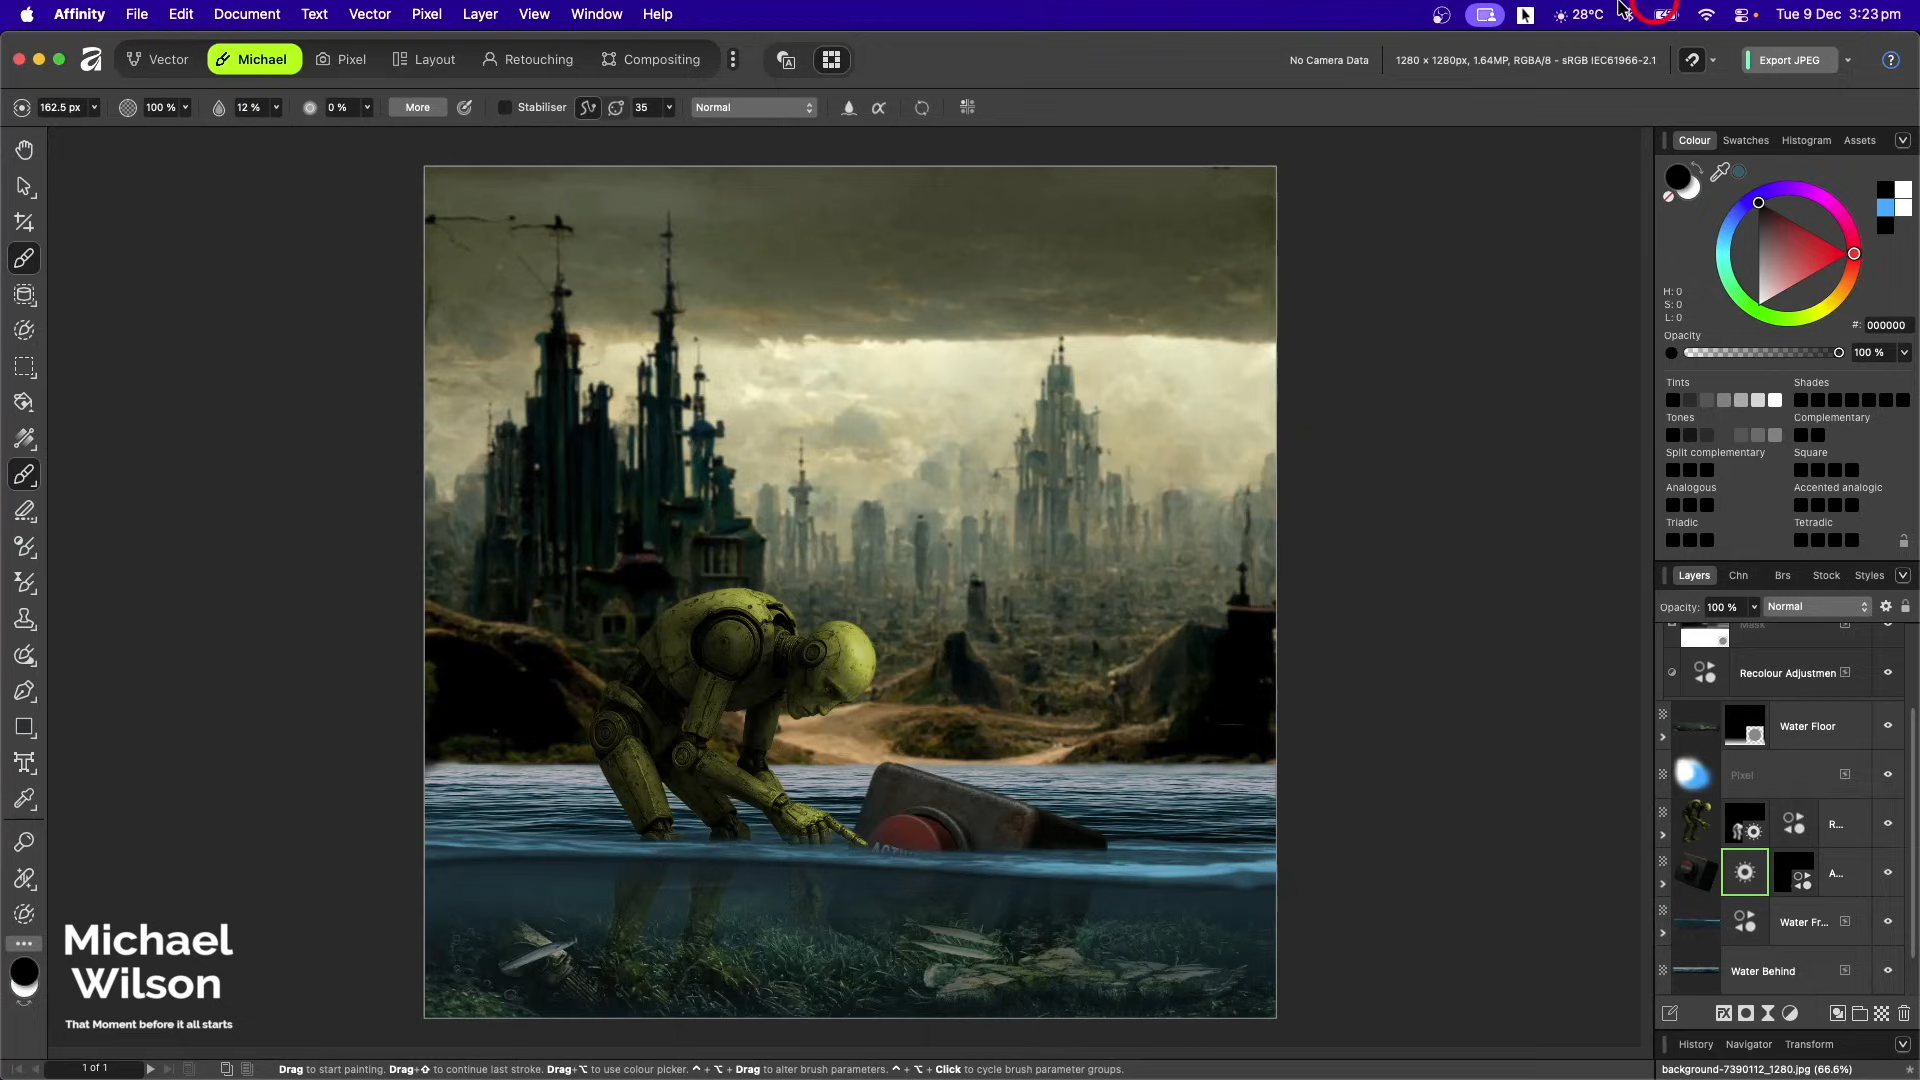 Affinity File Edit Document Text Vector Pixel Layer View Window Help
28°C Tue 9 Dec 3:23 pm
Vector Michael Pixel Layout Retouching Compositing
No Camera Data 1280 x 1280px, 1.64MP, RGBA/8 - sRGB IEC61966-2.1 Export JPEG
162.5 px 100 % 12 % 0 % More Stabiliser 35 Normal
Colour Swatches Histogram Assets
H: 0
S: 0
L: 0
#: 000000
Opacity
100 %
Tints Shades
Tones Complementary
Split complementary Square
Analogous Accented analogic
Triadic Tetradic
Layers Chn Brs Stock Styles
Opacity: 100 % Normal
Mask
Recolour Adjustmen
Water Floor
Pixel
R...
A...
Water Fr...
Water Behind
History Navigator Transform
Michael
Wilson
That Moment before it all starts
1 of 1 Drag to start painting. Drag+⇧ to continue last stroke. Drag+⌥ to use colour picker. ⌃ + ⌥ + Drag to alter brush parameters. ⌃ + ⌥ + Click to cycle brush parameter groups.
background-7390112_1280.jpg (66.6%)